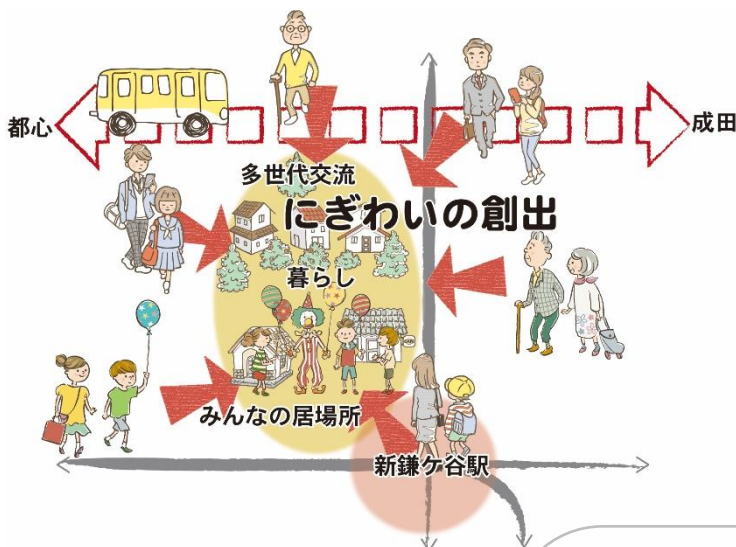 都心
成田
多世代交流
にぎわいの創出
暮らし
みんなの居場所
新鎌ケ谷駅